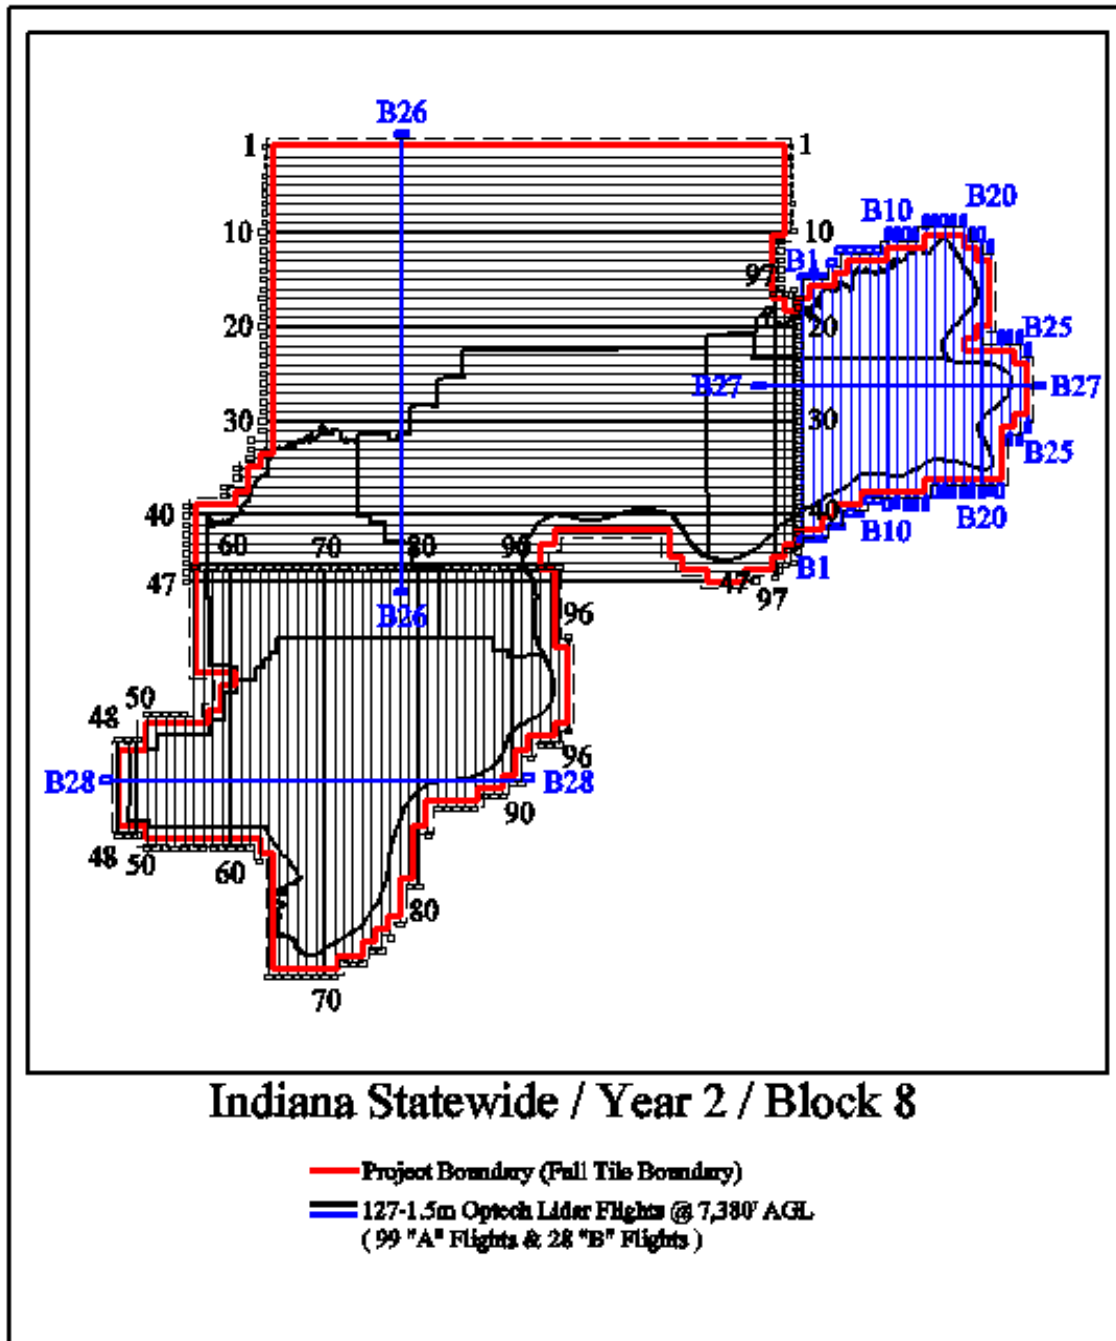 B26
1 1
10 10
B10 B20
B1
97
20 20
B25
B27 B27
30 30
B25
40 40
60 70 80 90
B10 B20
B1
47 47
97
B26
96
50
48
96
B28 B28
90
48 50 60
80
70
Indiana Statewide / Year 2 / Block 8
Project Boundary (Full Tile Boundary)
127-1.5m Optech Lidar Flights @ 7,380' AGL
( 99 "A" Flights & 28 "B" Flights )